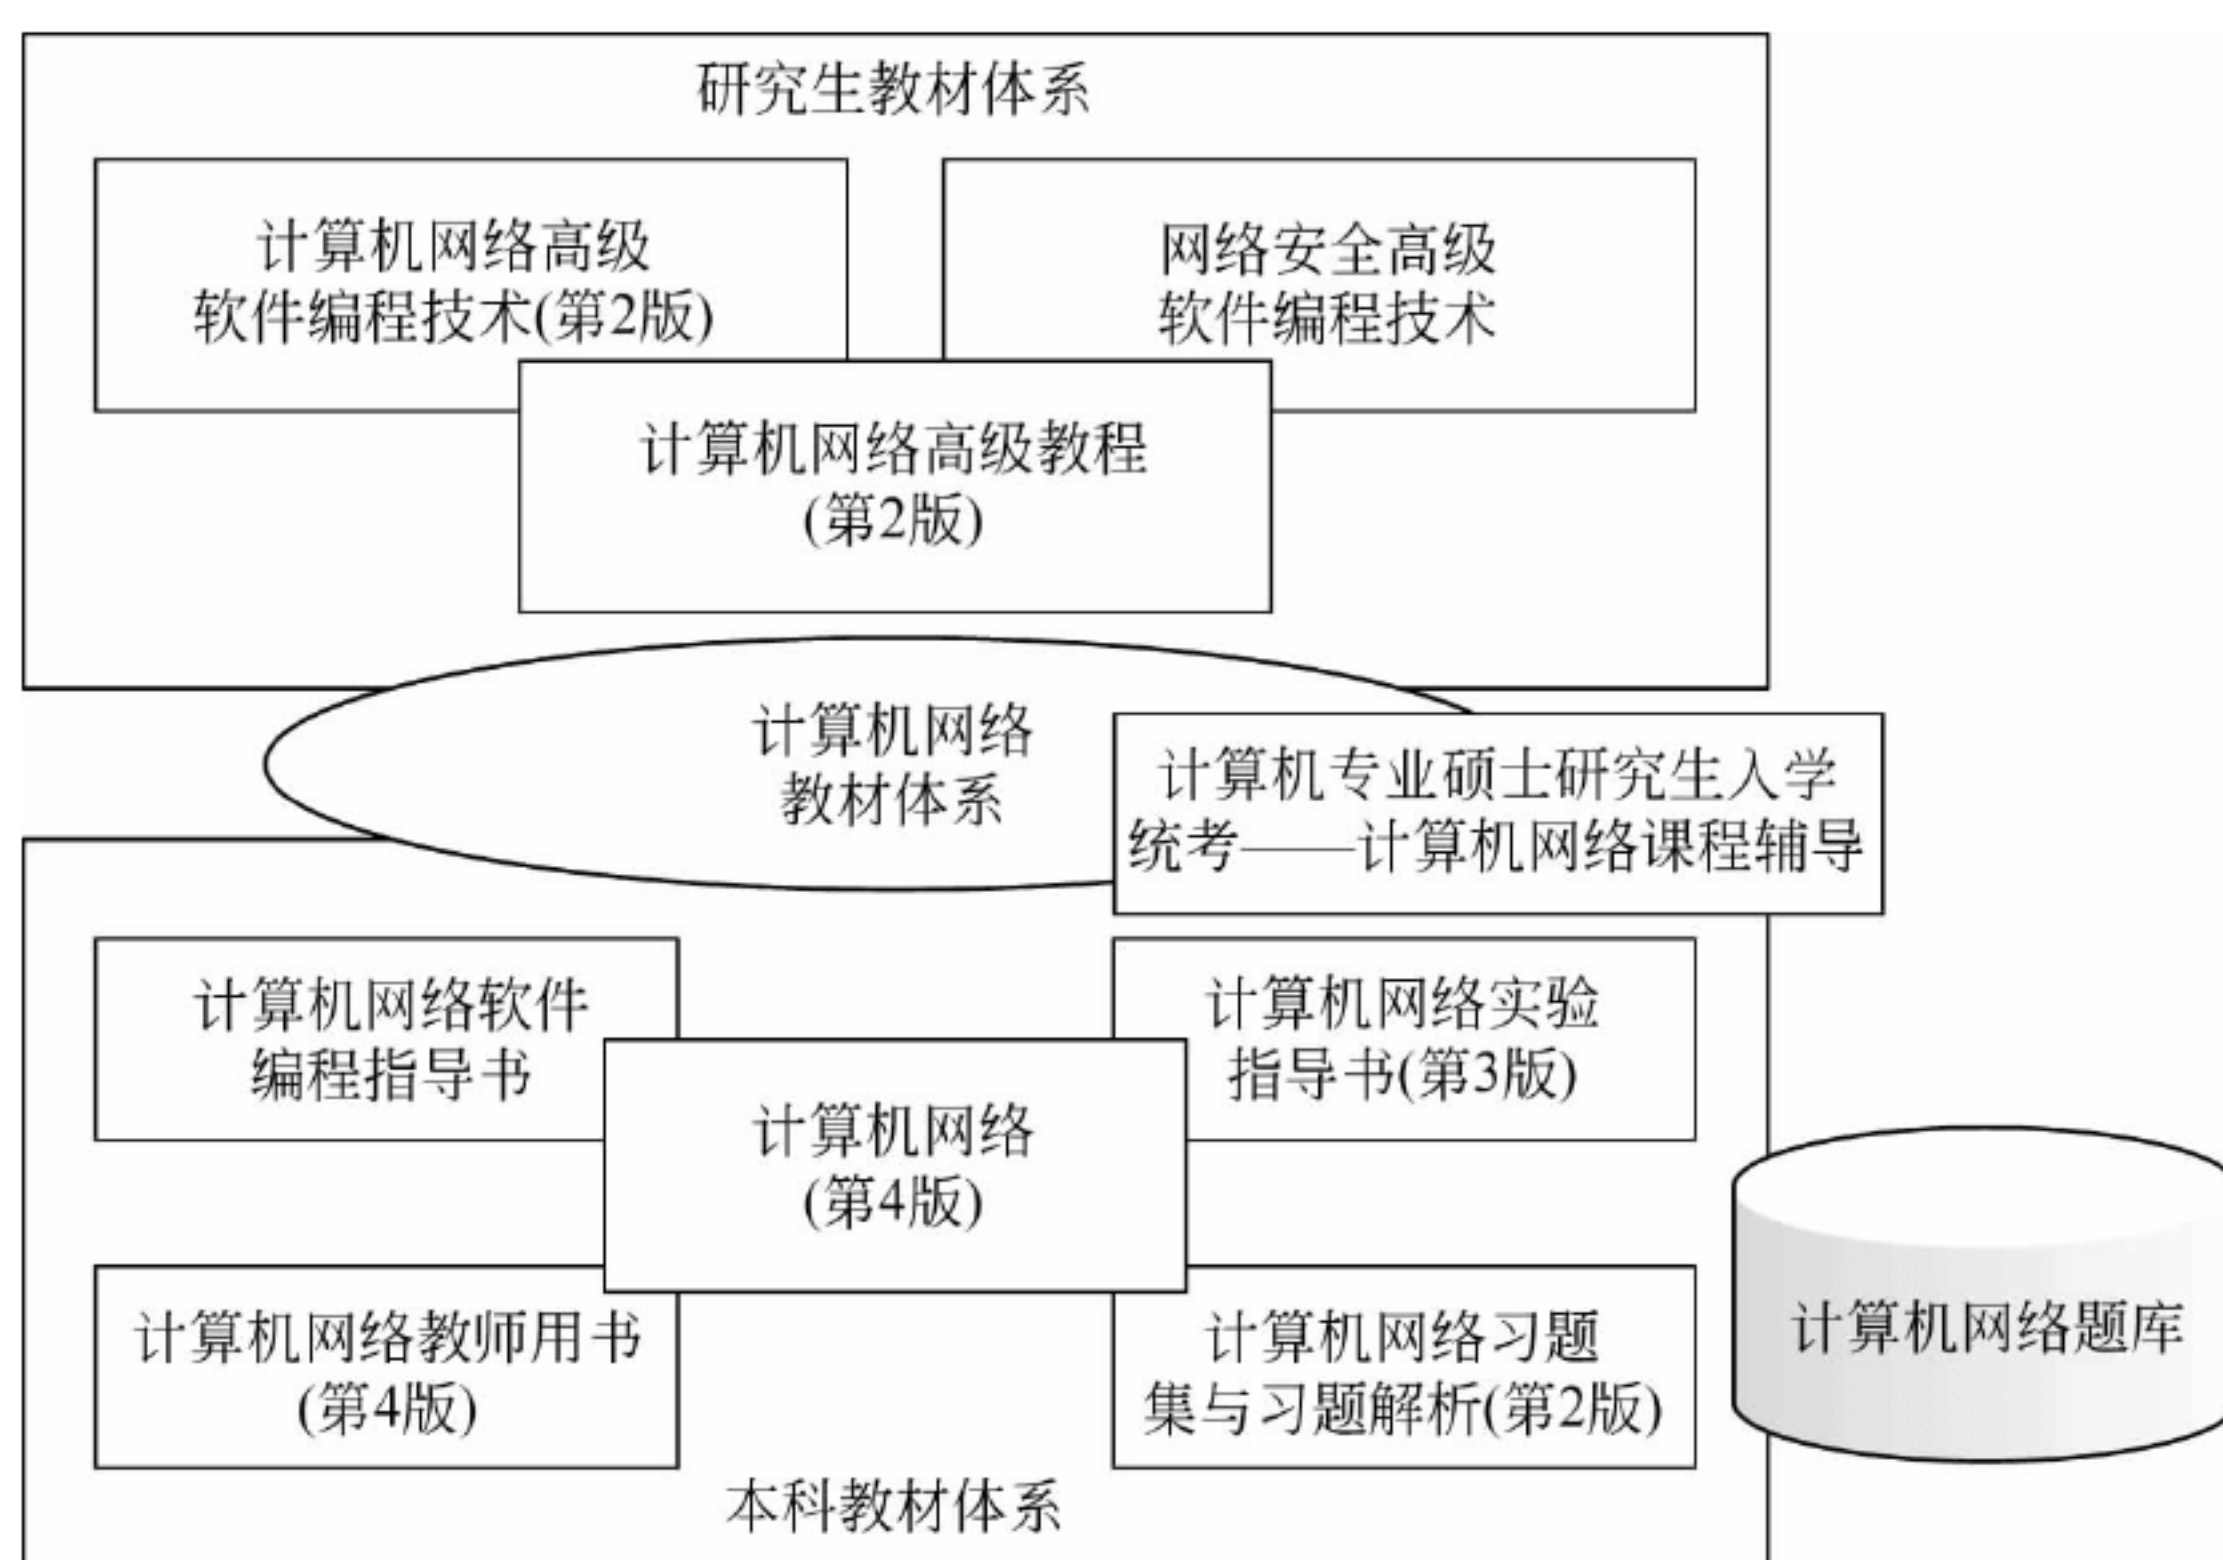 研究生教材体系
计算机网络高级
软件编程技术(第2版)
网络安全高级
软件编程技术
计算机网络高级教程
(第2版)
计算机网络
教材体系
计算机专业硕士研究生入学
统考——计算机网络课程辅导
计算机网络软件
编程指导书
计算机网络实验
指导书(第3版)
计算机网络
(第4版)
计算机网络教师用书
(第4版)
计算机网络习题
集与习题解析(第2版)
计算机网络题库
本科教材体系